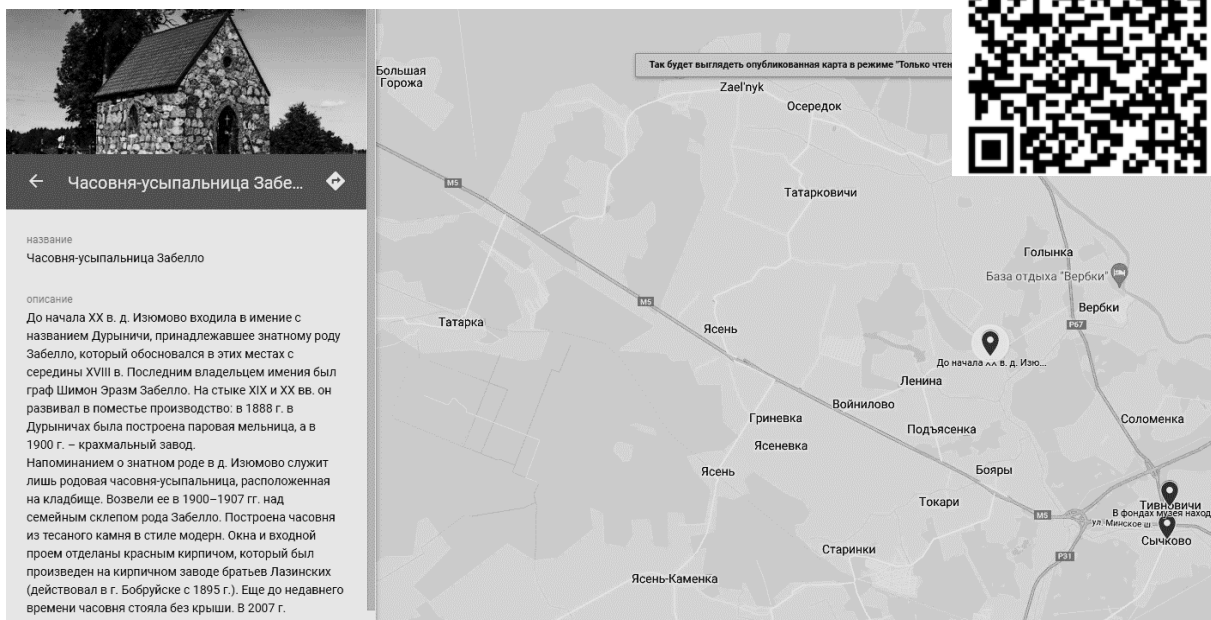 Часовня-усыпальница Забе...
название
Часовня-усыпальница Забелло
описание
До начала XX в. д. Изюмово входила в имение с
названием Дурыничи, принадлежавшее знатному роду
Забелло, который обосновался в этих местах с
середины XVIII в. Последним владельцем имения был
граф Шимон Эразм Забелло. На стыке XIX и XX вв. он
развивал в поместье производство: в 1888 г. в
Дурыничах была построена паровая мельница, а в
1900 г. – крахмальный завод.
Напоминанием о знатном роде в д. Изюмово служит
лишь родовая часовня-усыпальница, расположенная
на кладбище. Возвели ее в 1900–1907 гг. над
семейным склепом рода Забелло. Построена часовня
из тесаного камня в стиле модерн. Окна и входной
проем отделаны красным кирпичом, который был
произведен на кирпичном заводе братьев Лазинских
(действовал в г. Бобруйске с 1895 г.). Еще до недавнего
времени часовня стояла без крыши. В 2007 г.
Так будет выглядеть опубликованная карта в режиме "Только чтен
Большая
Горожа
Zael'nyk
Осередок
M5
Татарковичи
Голынка
База отдыха "Вербки"
M5
Вербки
Татарка
Ясень
P67
До начала XX в. д. Изю...
Ленина
Войнилово
Гриневка
Подъясенка
Соломенка
Ясеневка
Ясень
Бояры
Токари
Тивновичи
M5
В фондах музея наход
ул. Минское ш
Сычково
Старинки
P31
Ясень-Каменка